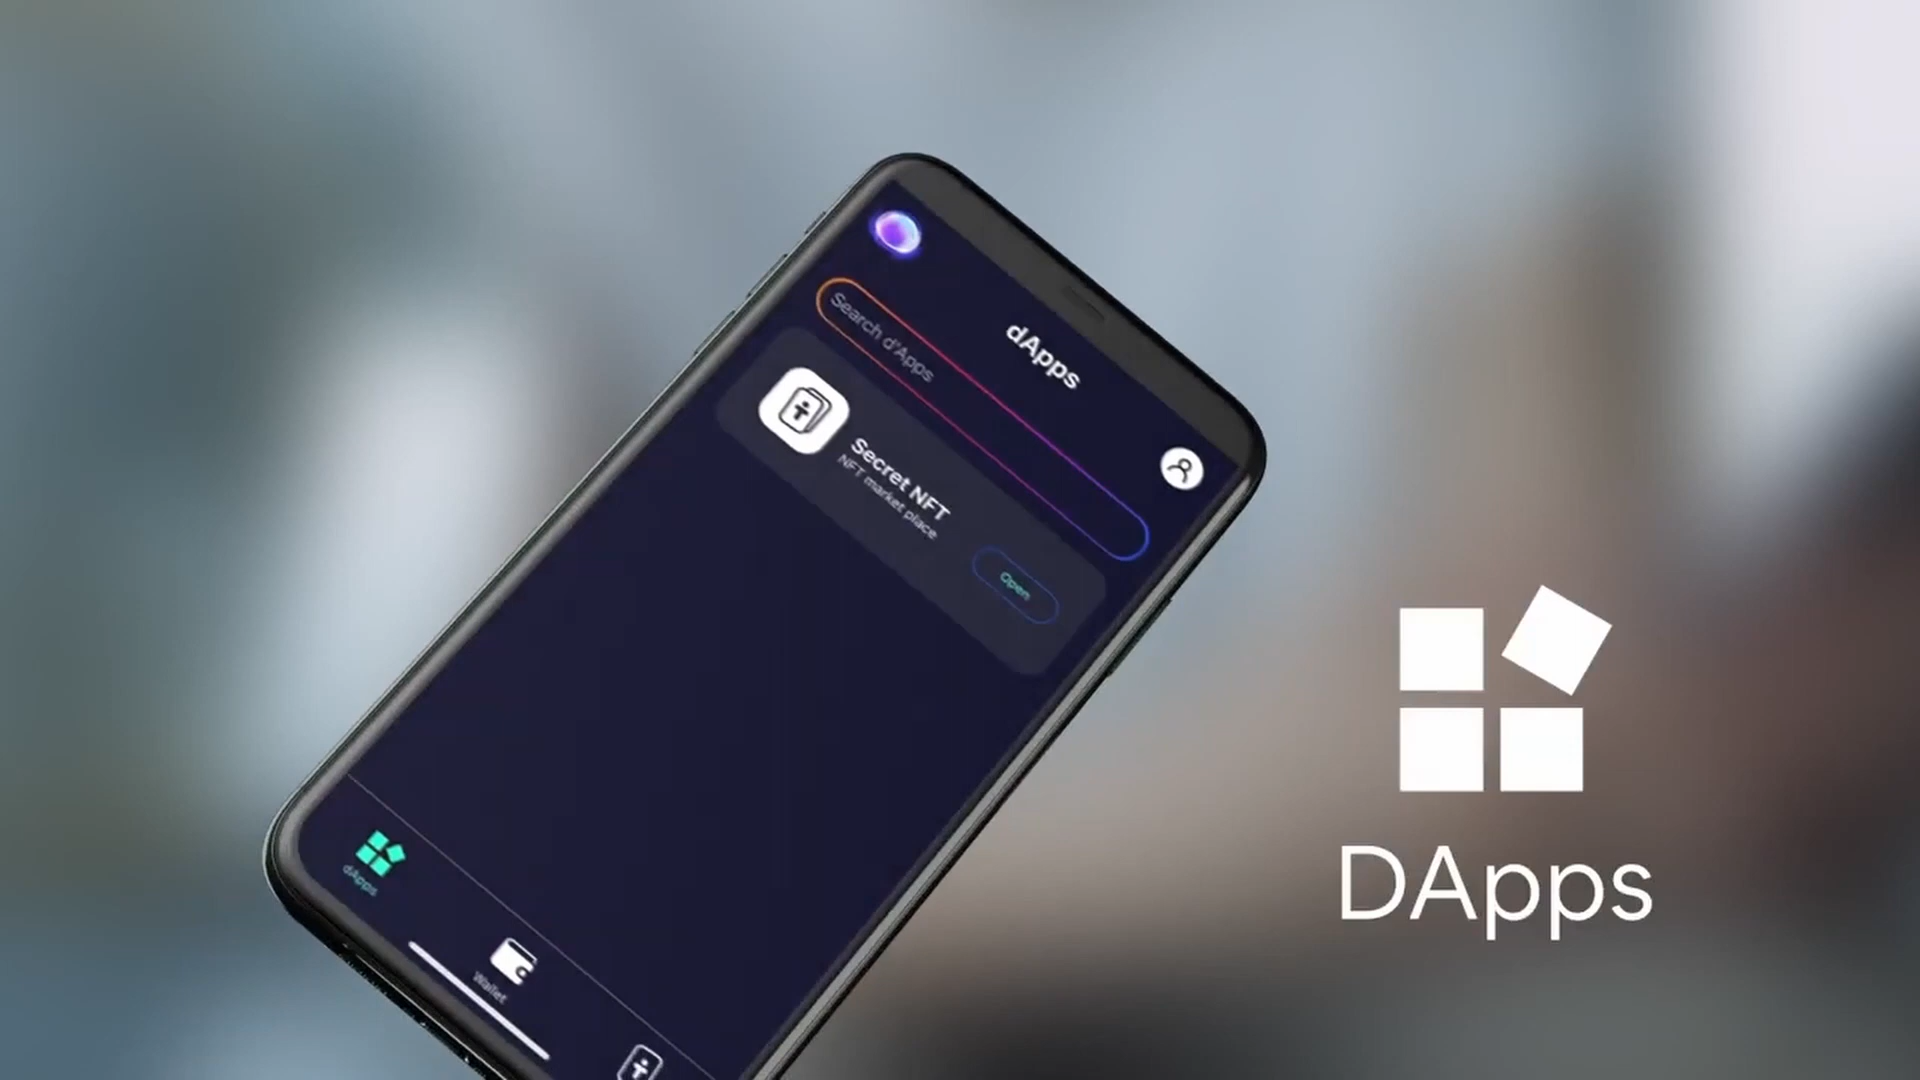 dApps
Search d'Apps
Secret NFT
NFT market place
Open
dApps
Wallet
DApps